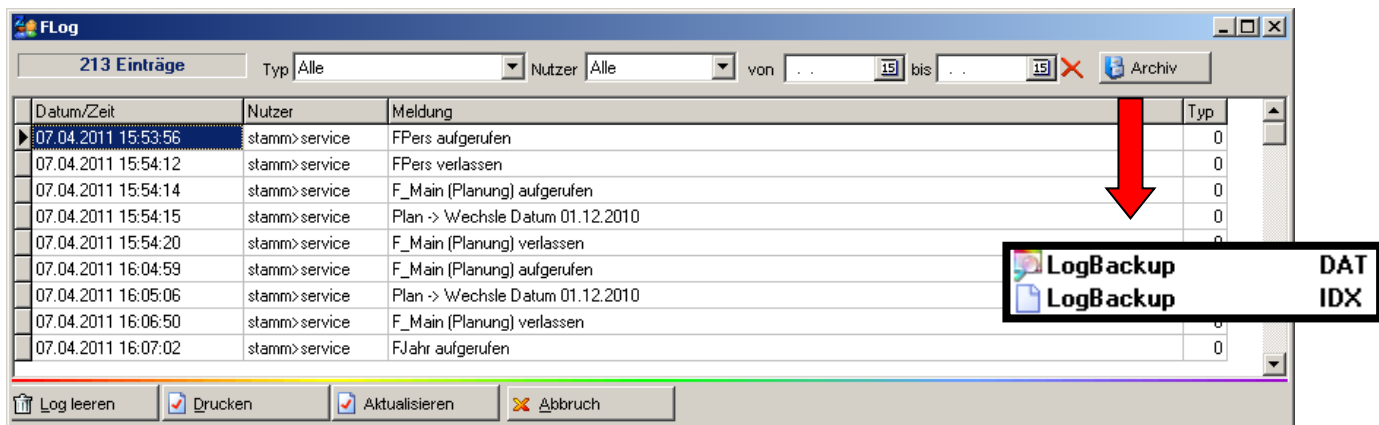 FLog
213 Einträge Typ Alle Nutzer Alle von . . 15 bis . . 15 Archiv
Datum/Zeit Nutzer Meldung Typ
07.04.2011 15:53:56 stamm>service FPers aufgerufen 0
07.04.2011 15:54:12 stamm>service FPers verlassen 0
07.04.2011 15:54:14 stamm>service F_Main (Planung) aufgerufen 0
07.04.2011 15:54:15 stamm>service Plan -> Wechsle Datum 01.12.2010 0
07.04.2011 15:54:20 stamm>service F_Main (Planung) verlassen 0
07.04.2011 16:04:59 stamm>service F_Main (Planung) aufgerufen
LogBackup DAT
07.04.2011 16:05:06 stamm>service Plan -> Wechsle Datum 01.12.2010
LogBackup IDX
07.04.2011 16:06:50 stamm>service F_Main (Planung) verlassen 0
07.04.2011 16:07:02 stamm>service FJahr aufgerufen 0
Log leeren Drucken Aktualisieren Abbruch